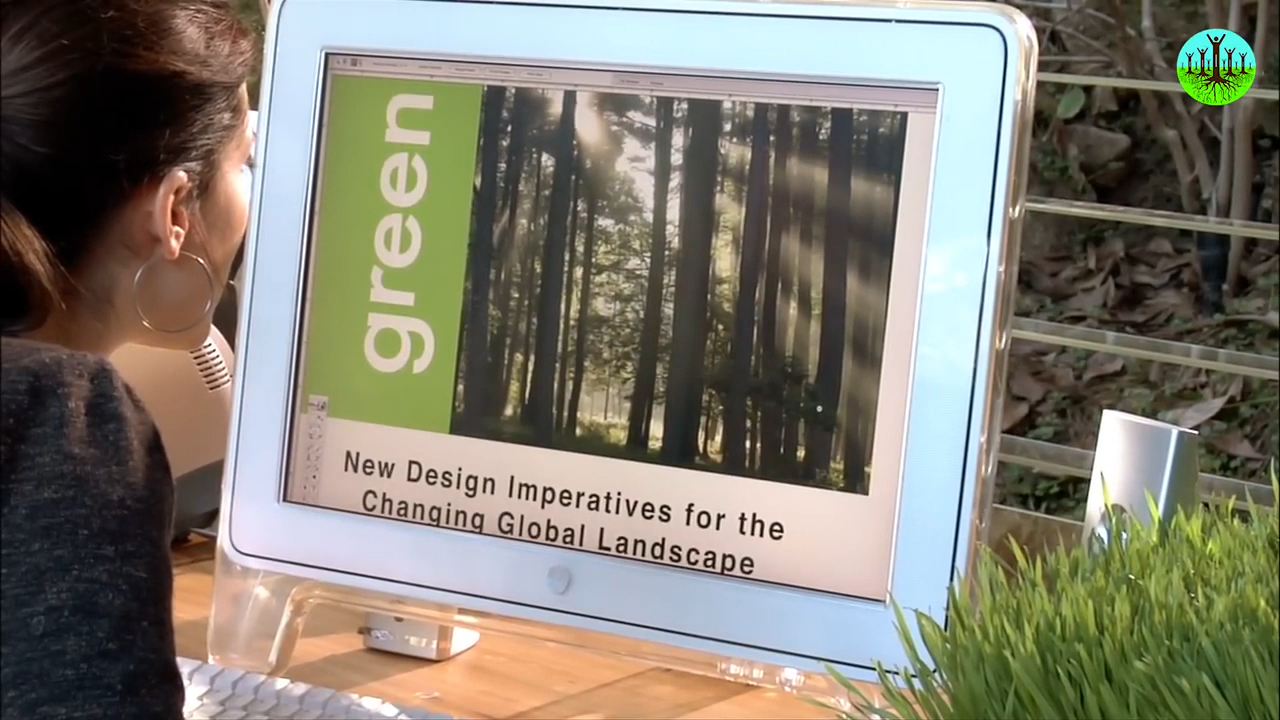 green
New Design Imperatives for the
Changing Global Landscape